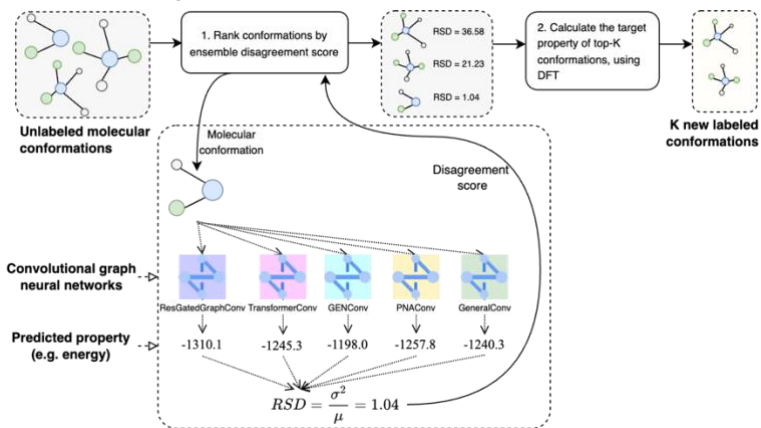 1. Rank conformations by
ensemble disagreement score
RSD = 36.58
RSD = 21.23
RSD = 1.04
2. Calculate the target
property of top-K
conformations, using
DFT
Unlabeled molecular
conformations
K new labeled
conformations
Molecular
conformation
Disagreement
score
Convolutional graph
neural networks
ResGatedGraphConv TransformerConv GENConv PNAConv GeneralConv
Predicted property
(e.g. energy)
-1310.1 -1245.3 -1198.0 -1257.8 -1240.3
RSD = σ²/μ = 1.04